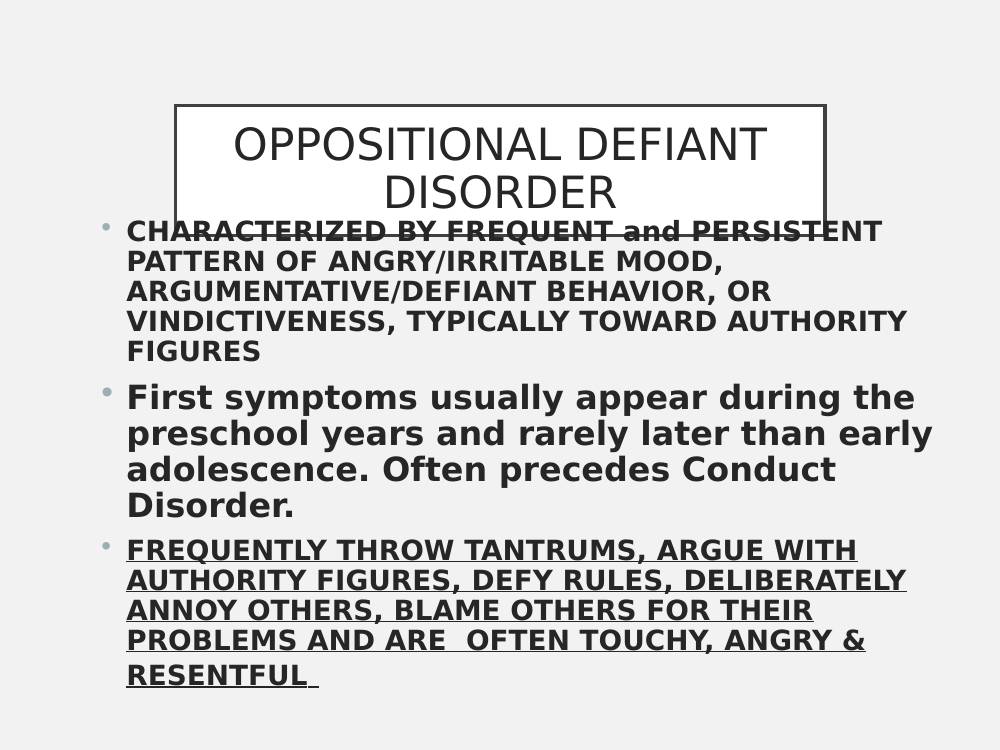 OPPOSITIONAL DEFIANT
DISORDER
• CHARACTERIZED BY FREQUENT and PERSISTENT
PATTERN OF ANGRY/IRRITABLE MOOD,
ARGUMENTATIVE/DEFIANT BEHAVIOR, OR
VINDICTIVENESS, TYPICALLY TOWARD AUTHORITY
FIGURES
• First symptoms usually appear during the
preschool years and rarely later than early
adolescence. Often precedes Conduct
Disorder.
• FREQUENTLY THROW TANTRUMS, ARGUE WITH
AUTHORITY FIGURES, DEFY RULES, DELIBERATELY
ANNOY OTHERS, BLAME OTHERS FOR THEIR
PROBLEMS AND ARE  OFTEN TOUCHY, ANGRY &
RESENTFUL